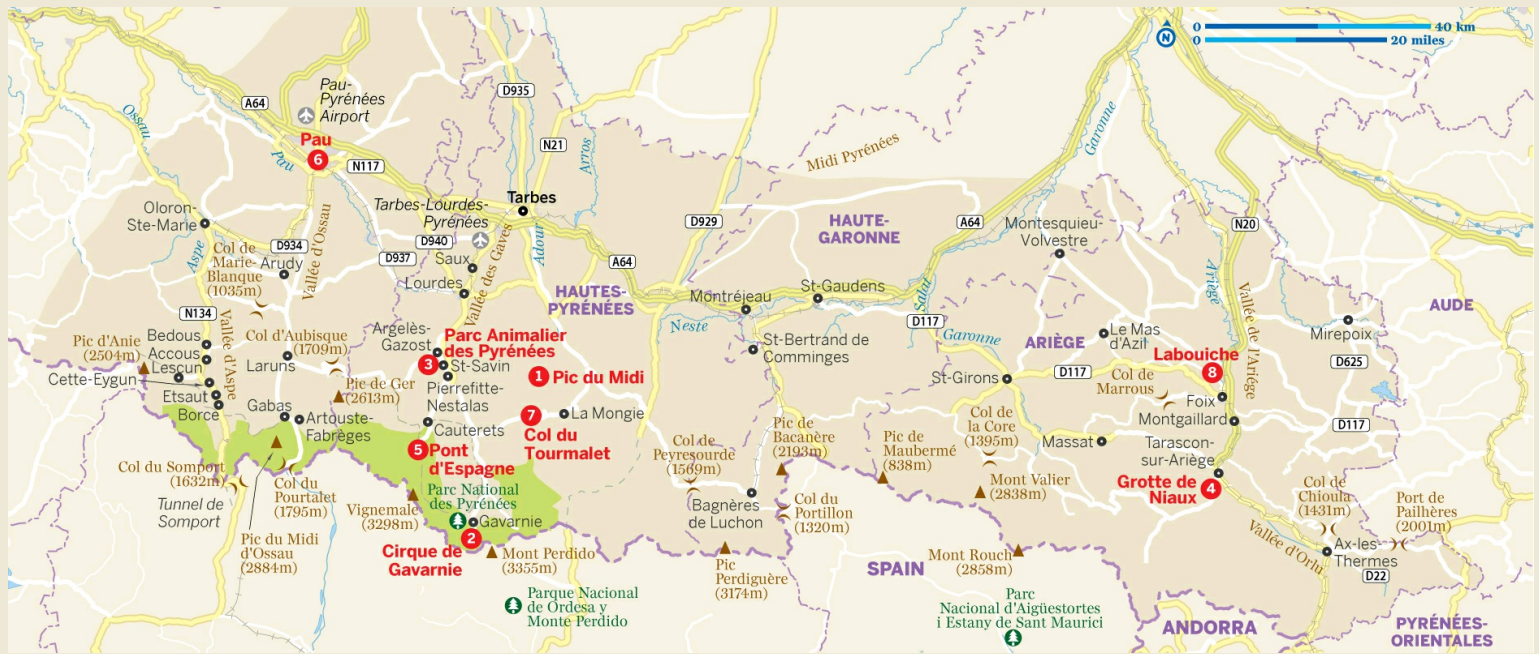 0
40 km
0
20 miles
N
Ossau
A64
Pau-
Pyrénées
Airport
Pau
6
Pau
N117
D935
N21
Arros
Midi Pyrénées
Garonne
Tarbes
Tarbes-Lourdes-
Pyrénées
D940
D937
Saux
Lourdes
Adour
Vallée des Gaves
A64
D929
HAUTE-
GARONNE
A64
Montesquieu-
Volvestre
N20
Oloron-
Ste-Marie
Aspe
D934
Col de
Marie-
Blanque
(1035m)
Arudy
Vallée d'Ossau
HAUTES-
PYRÉNÉES
Montréjeau
St-Gaudens
Neste
Salat
D117
Garonne
Ariège
Vallée de l'Ariège
AUDE
Mirepoix
N134
Vallée d'Aspe
Col d'Aubisque
(1709m)
Argelès-
Gazost
Parc Animalier
des Pyrénées
3
St-Savin
Pierrefitte-
Nestalas
1
Pic du Midi
St-Bertrand de
Comminges
ARIÈGE
Le Mas
d'Azil
Labouiche
8
D625
Pic d'Anie
(2504m)
Bedous
Accous
Lescun
Cette-Eygun
Etsaut
Borce
Laruns
Pie de Ger
(2613m)
Gabas
Artouste-
Fabrèges
Cauterets
7
Col du
Tourmalet
La Mongie
St-Girons
D117
Col de
Marrous
Foix
Montgaillard
D117
Col du Somport
(1632m)
Tunnel de
Somport
Col du
Pourtalet
(1795m)
Pic du Midi
d'Ossau
(2884m)
5
Pont
d'Espagne
Parc National
des Pyrénées
Vignemale
(3298m)
Gavarnie
2
Cirque de
Gavarnie
Mont Perdido
(3355m)
Col de
Peyresourde
(1569m)
Pic de
Bacanère
(2193m)
Bagnères
de Luchon
Col du
Portillon
(1320m)
Pic
Perdiguère
(3174m)
Pic de
Maubermé
(838m)
Col de
la Core
(1395m)
Massat
Mont Valier
(2838m)
Tarascon-
sur-Ariège
Grotte de
Niaux
4
Col de
Chioula
(1431m)
Port de
Pailhères
(2001m)
Vallée d'Orlu
Ax-les-
Thermes
D22
Mont Rouch
(2858m)
SPAIN
Parque Nacional
de Ordesa y
Monte Perdido
Parc
Nacional d'Aigüestortes
i Estany de Sant Maurici
ANDORRA
PYRÉNÉES-
ORIENTALES